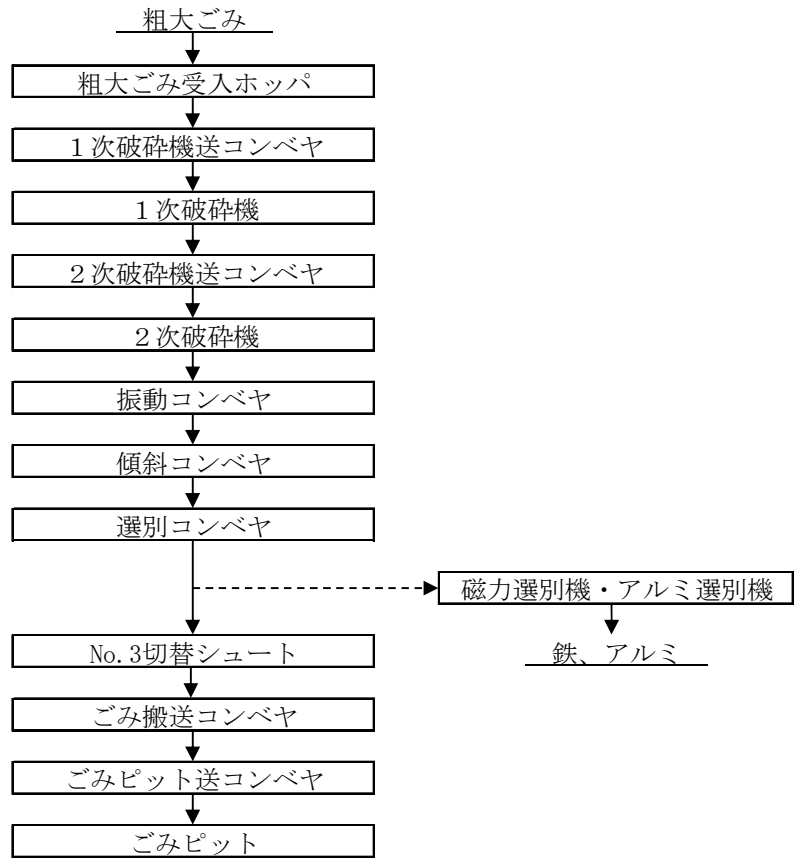 粗大ごみ
粗大ごみ受入ホッパ
１次破砕機送コンベヤ
１次破砕機
２次破砕機送コンベヤ
２次破砕機
振動コンベヤ
傾斜コンベヤ
選別コンベヤ
磁力選別機・アルミ選別機
No.3切替シュート
鉄、アルミ
ごみ搬送コンベヤ
ごみピット送コンベヤ
ごみピット